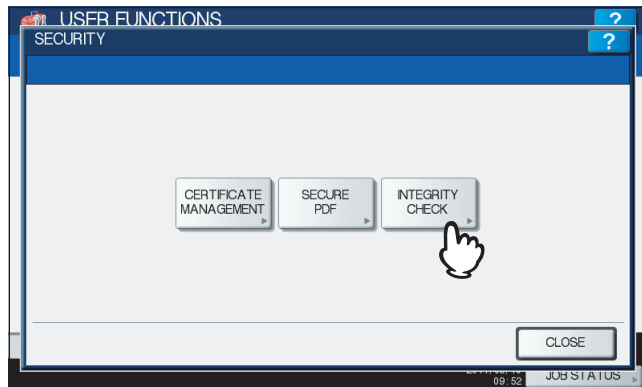 USER FUNCTIONS
?
SECURITY
?
CERTIFICATE
MANAGEMENT
SECURE
PDF
INTEGRITY
CHECK
CLOSE
09:52
JOB STATUS